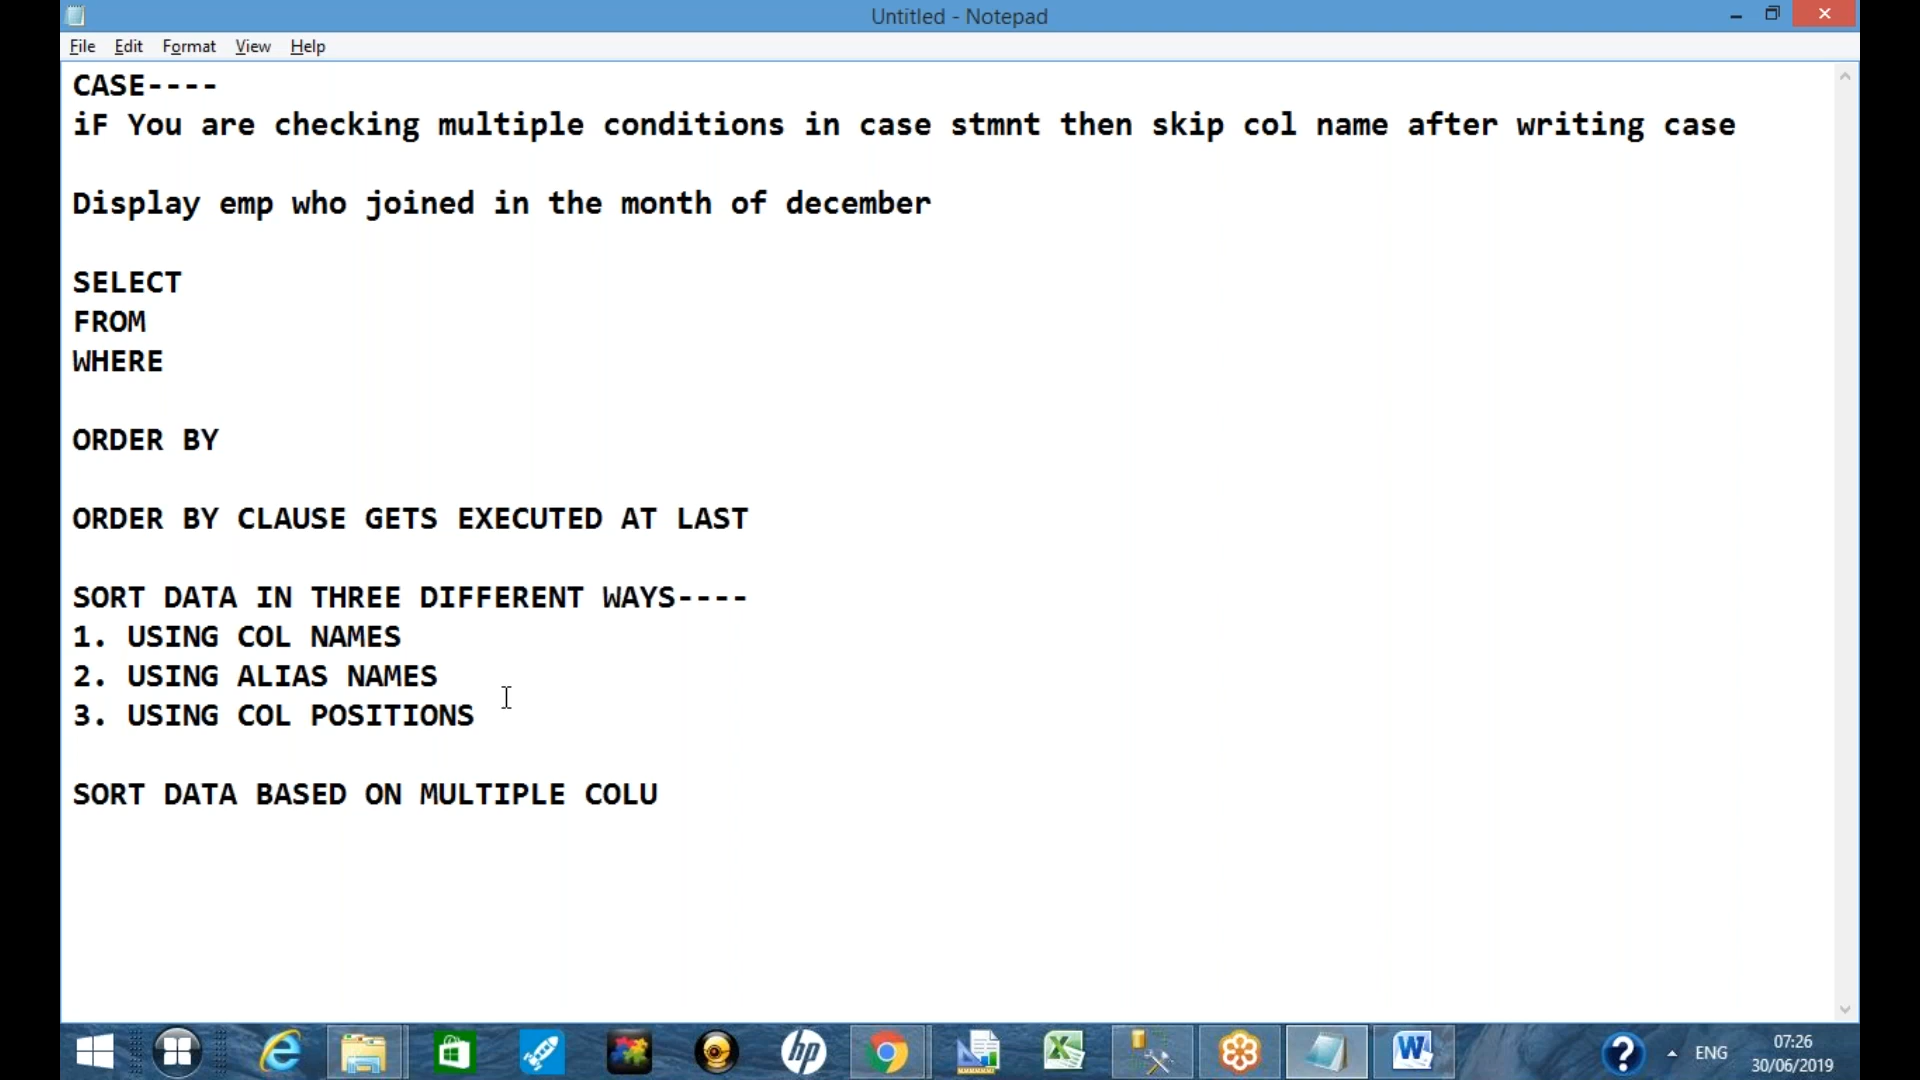 Untitled - Notepad
File Edit Format View Help
CASE----
iF You are checking multiple conditions in case stmnt then skip col name after writing case
Display emp who joined in the month of december
SELECT
FROM
WHERE
ORDER BY
ORDER BY CLAUSE GETS EXECUTED AT LAST
SORT DATA IN THREE DIFFERENT WAYS----
1. USING COL NAMES
2. USING ALIAS NAMES
3. USING COL POSITIONS
SORT DATA BASED ON MULTIPLE COLU
hp
ENG
07:26
30/06/2019